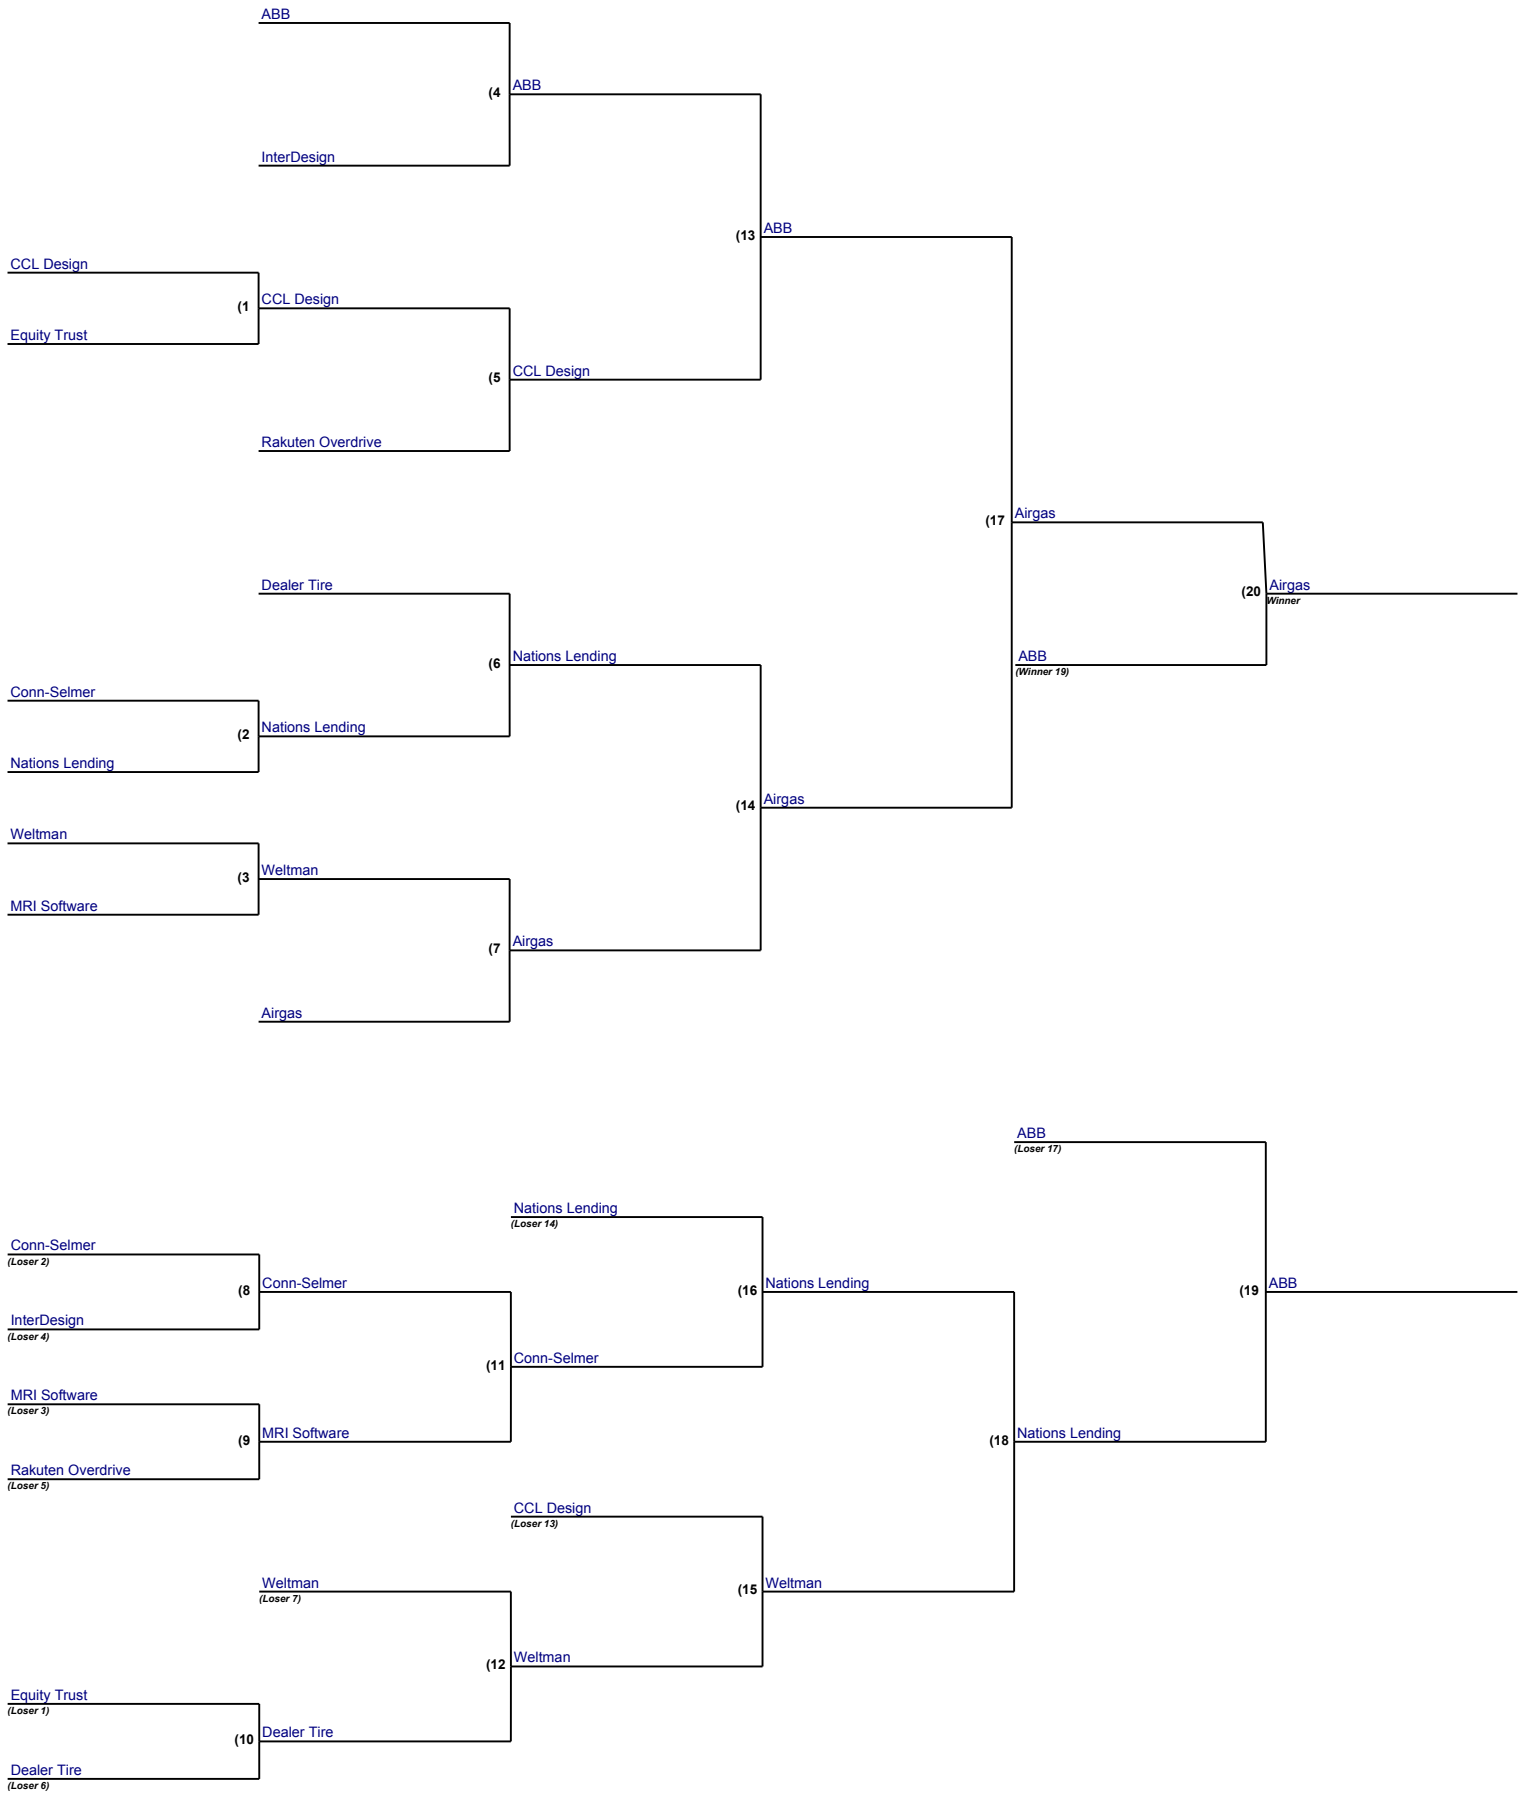 ABB
(4 ABB
InterDesign
(13 ABB
CCL Design
(1 CCL Design
Equity Trust
(5 CCL Design
Rakuten Overdrive
(17 Airgas
Dealer Tire
(20 Airgas
Winner
(6 Nations Lending
ABB
(Winner 19)
Conn-Selmer
(2 Nations Lending
Nations Lending
(14 Airgas
Weltman
(3 Weltman
MRI Software
(7 Airgas
Airgas
ABB
(Loser 17)
Nations Lending
(Loser 14)
Conn-Selmer
(Loser 2)
(8 Conn-Selmer
(16 Nations Lending
(19 ABB
InterDesign
(Loser 4)
(11 Conn-Selmer
MRI Software
(Loser 3)
(9 MRI Software
(18 Nations Lending
Rakuten Overdrive
(Loser 5)
CCL Design
(Loser 13)
Weltman
(Loser 7)
(15 Weltman
(12 Weltman
Equity Trust
(Loser 1)
(10 Dealer Tire
Dealer Tire
(Loser 6)